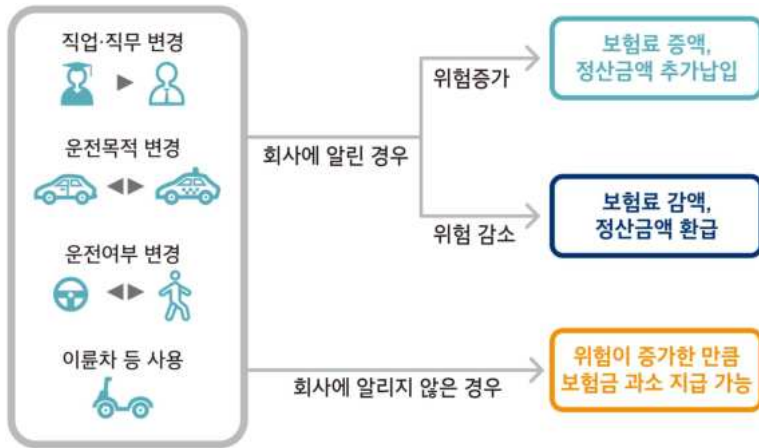 직업·직무 변경
운전목적 변경
운전여부 변경
이륜차 등 사용
회사에 알린 경우
위험증가
보험료 증액,
정산금액 추가납입
위험 감소
보험료 감액,
정산금액 환급
회사에 알리지 않은 경우
위험이 증가한 만큼
보험금 과소 지급 가능